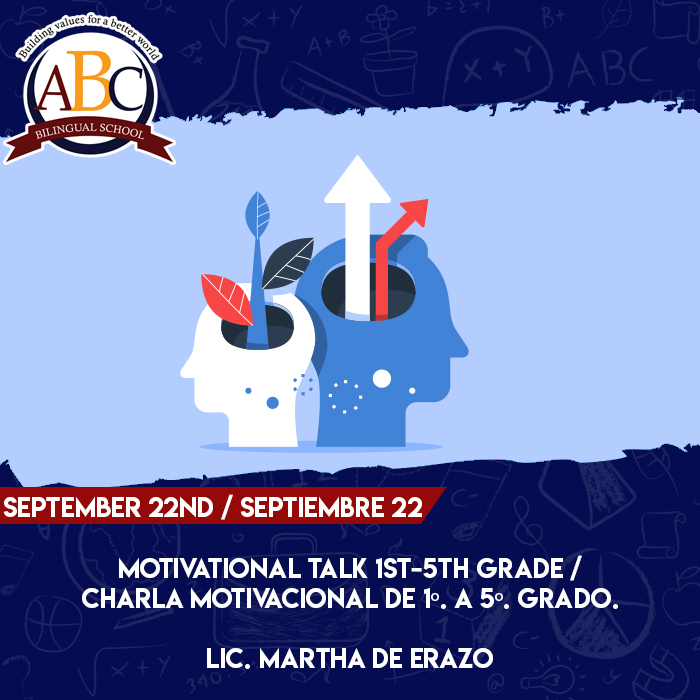 Building values for a better world
ABC
BILINGUAL SCHOOL
√x+y
A+B
x+y
ABC
SEPTEMBER 22ND / SEPTIEMBRE 22
MOTIVATIONAL TALK 1ST-5TH GRADE /
CHARLA MOTIVACIONAL DE 1º. A 5º. GRADO.
LIC. MARTHA DE ERAZO
√x+y